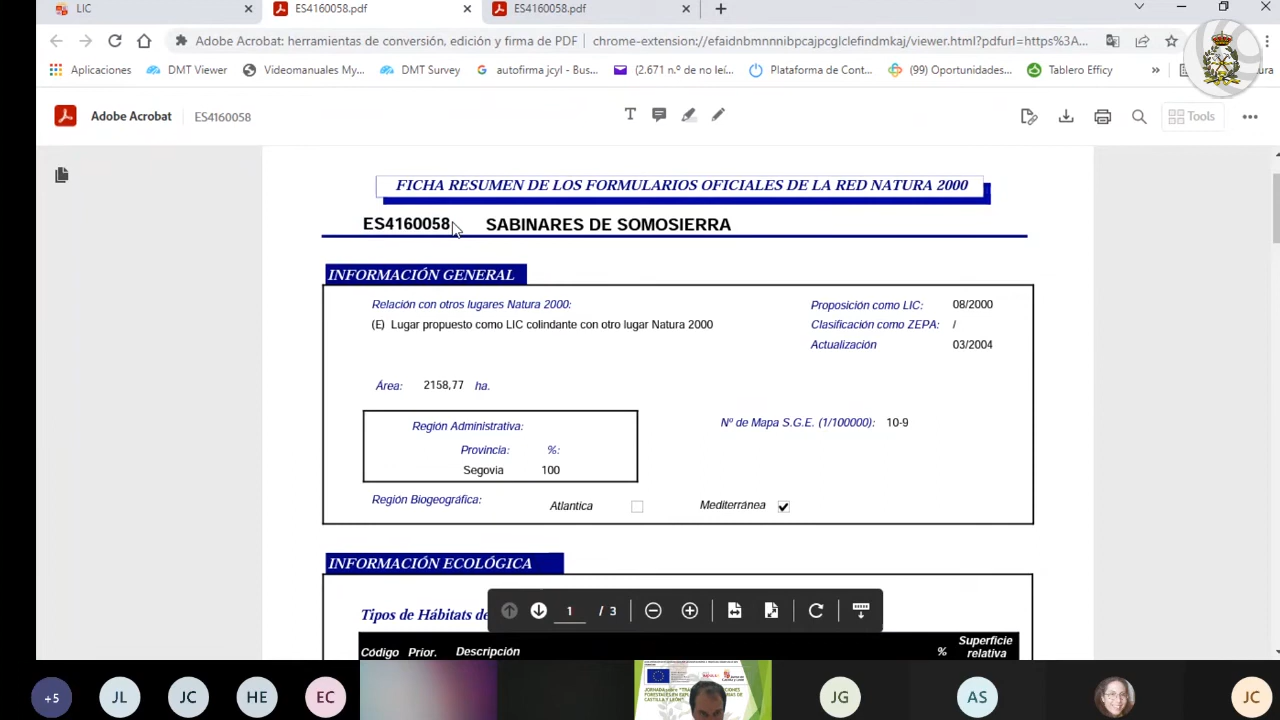 LIC
ES4160058.pdf
ES4160058.pdf
Adobe Acrobat: herramientas de conversión, edición y firma de PDF
chrome-extension://efaidnbmnnnibpcajpcglclefindmkaj/viewer.html?pdfurl=https%3A...
Aplicaciones
DMT Viewer
Videomanuales My...
DMT Survey
autofirma jcyl - Bus...
(2.671 n.º de no leí...
Plataforma de Cont...
(99) Oportunidades...
Tablero Efficy
»
Adobe Acrobat
ES4160058
Tools
FICHA RESUMEN DE LOS FORMULARIOS OFICIALES DE LA RED NATURA 2000
ES4160058 SABINARES DE SOMOSIERRA
INFORMACIÓN GENERAL
Relación con otros lugares Natura 2000:
(E) Lugar propuesto como LIC colindante con otro lugar Natura 2000
Proposición como LIC: 08/2000
Clasificación como ZEPA: /
Actualización 03/2004
Área: 2158,77 ha.
Región Administrativa:
Provincia: %:
Segovia 100
Nº de Mapa S.G.E. (1/100000): 10-9
Región Biogeográfica: Atlantica Mediterránea
INFORMACIÓN ECOLÓGICA
Tipos de Hábitats de
1 / 3
Código Prior. Descripción % Superficie
relativa
+5
JL
JC
HE
EC
JG
AS
JC